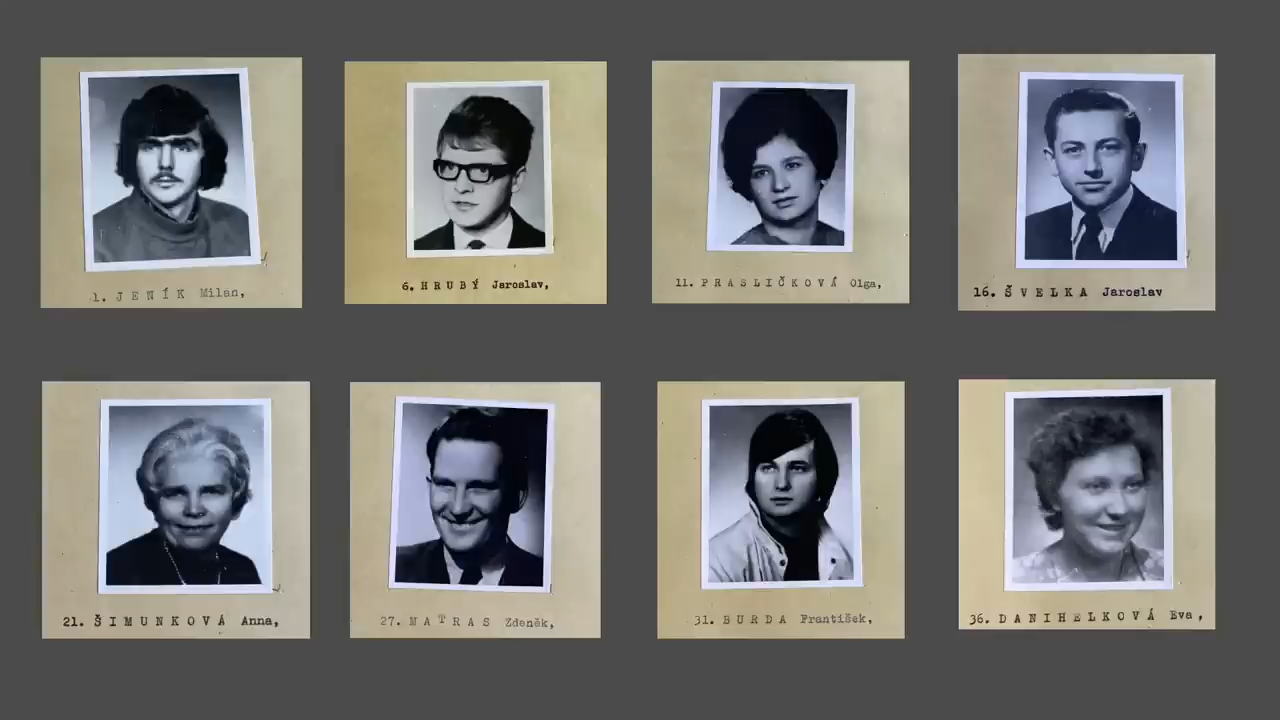 1. JENÍK Milan,
6. HRUBÝ Jaroslav,
11. PRASLIČKOVÁ Olga,
16. ŠVELKA Jaroslav
21. ŠIMUNKOVÁ Anna,
27. MATRAS Zdeněk,
31. BURDA František,
36. DANIHELKOVÁ Eva,